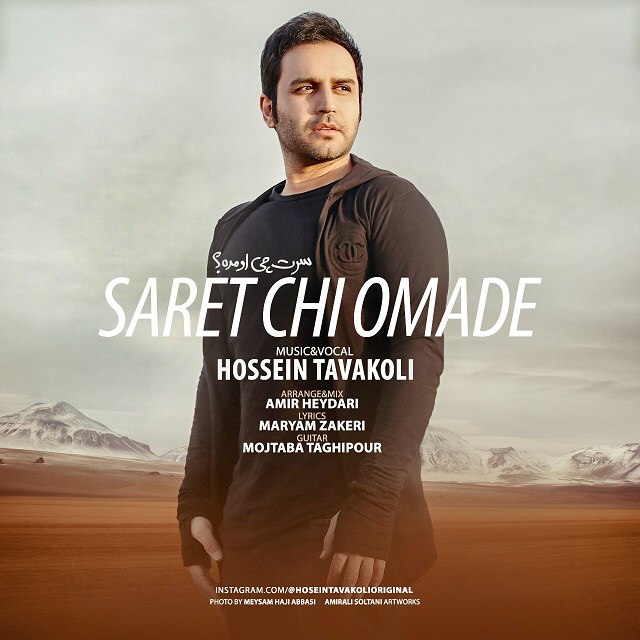 سرت چی اومده؟
SARET CHI OMADE
MUSIC&VOCAL
HOSSEIN TAVAKOLI
ARRANGE&MIX
AMIR HEYDARI
LYRICS
MARYAM ZAKERI
GUITAR
MOJTABA TAGHIPOUR
INSTAGRAM.COM/@HOSEINTAVAKOLIORIGINAL
PHOTO BY MEYSAM HAJI ABBASI AMIRALI SOLTANI ARTWORKS